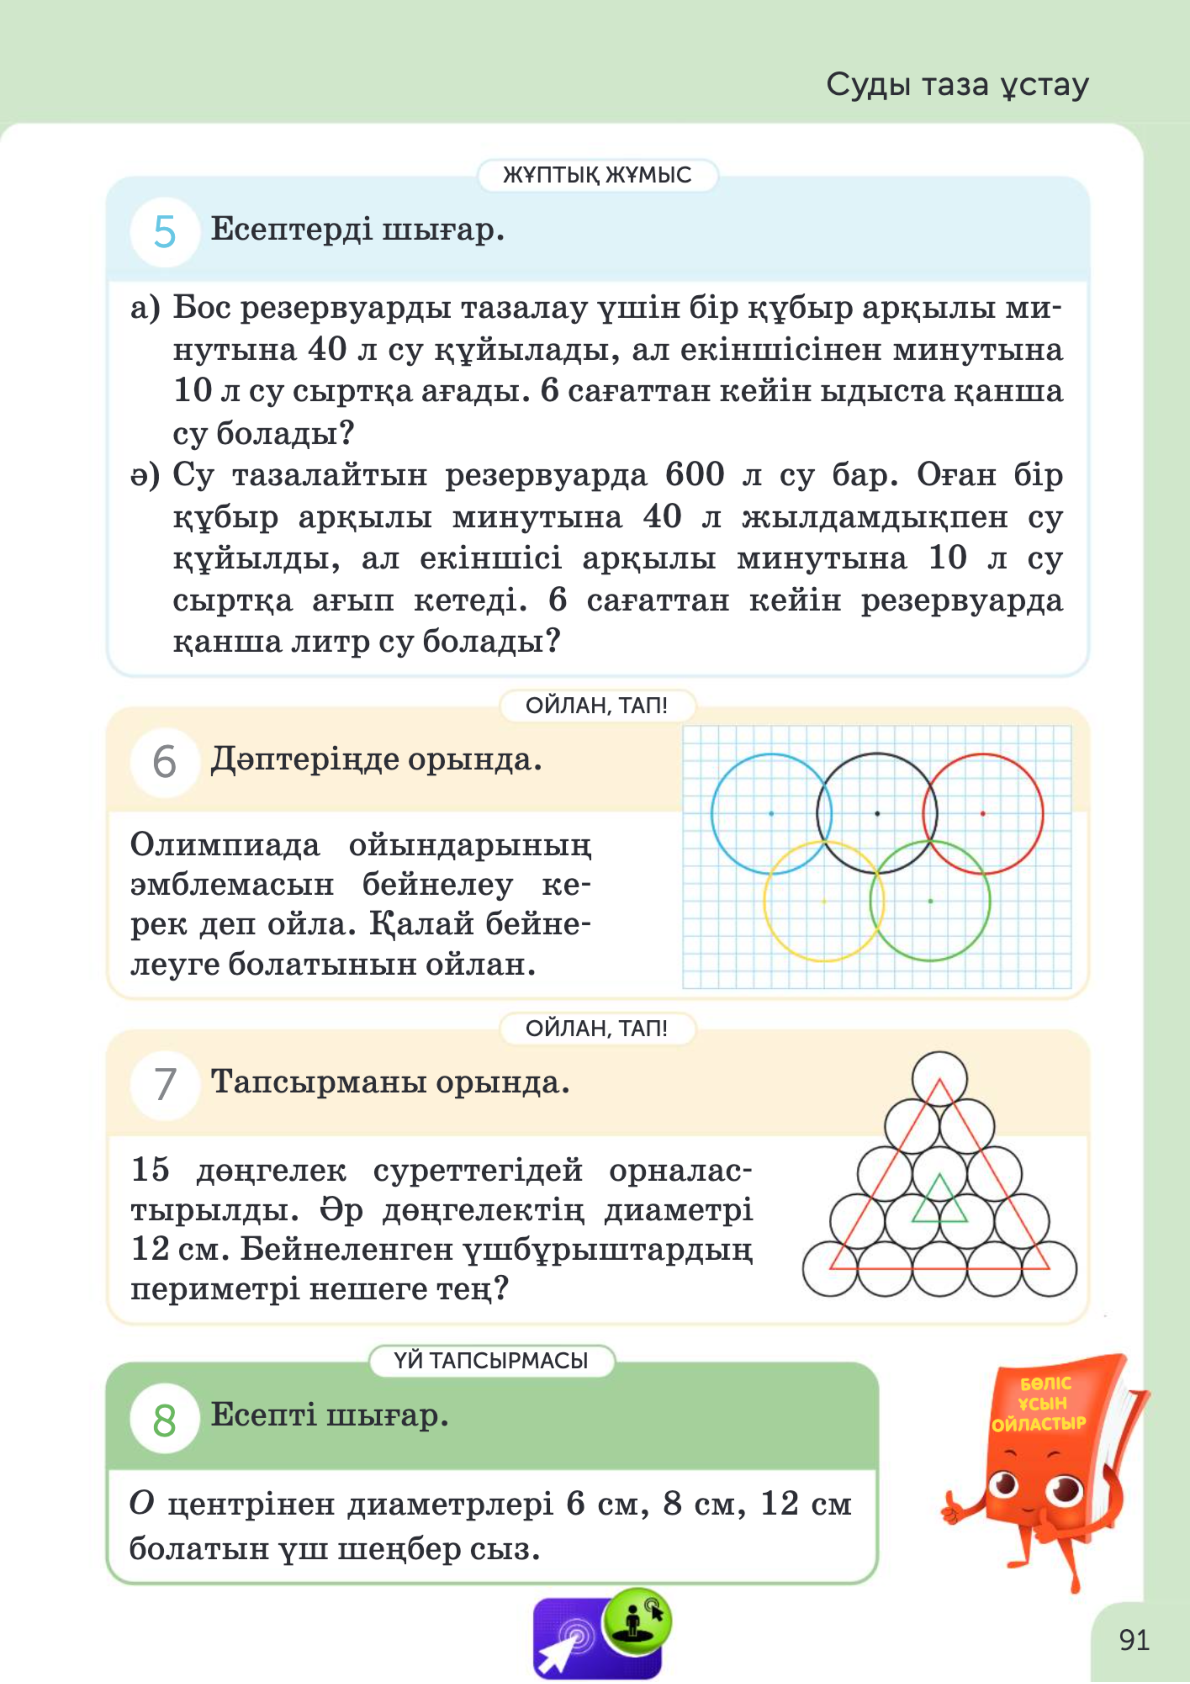 Суды таза ұстау
ЖҰПТЫҚ ЖҰМЫС
5 Есептерді шығар.
а) Бос резервуарды тазалау үшін бір құбыр арқылы ми-
нутына 40 л су құйылады, ал екіншісінен минутына
10 л су сыртқа ағады. 6 сағаттан кейін ыдыста қанша
су болады?
ә) Су тазалайтын резервуарда 600 л су бар. Оған бір
құбыр арқылы минутына 40 л жылдамдықпен су
құйылды, ал екіншісі арқылы минутына 10 л су
сыртқа ағып кетеді. 6 сағаттан кейін резервуарда
қанша литр су болады?
ОЙЛАН, ТАП!
6 Дәптеріңде орында.
Олимпиада ойындарының
эмблемасын бейнелеу ке-
рек деп ойла. Қалай бейне-
леуге болатынын ойлан.
ОЙЛАН, ТАП!
7 Тапсырманы орында.
15 дөңгелек суреттегідей орналас-
тырылды. Әр дөңгелектің диаметрі
12 см. Бейнеленген үшбұрыштардың
периметрі нешеге тең?
ҮЙ ТАПСЫРМАСЫ
8 Есепті шығар.
О центрінен диаметрлері 6 см, 8 см, 12 см
болатын үш шеңбер сыз.
БӨЛІС
ҰСЫН
ОЙЛАСТЫР
91